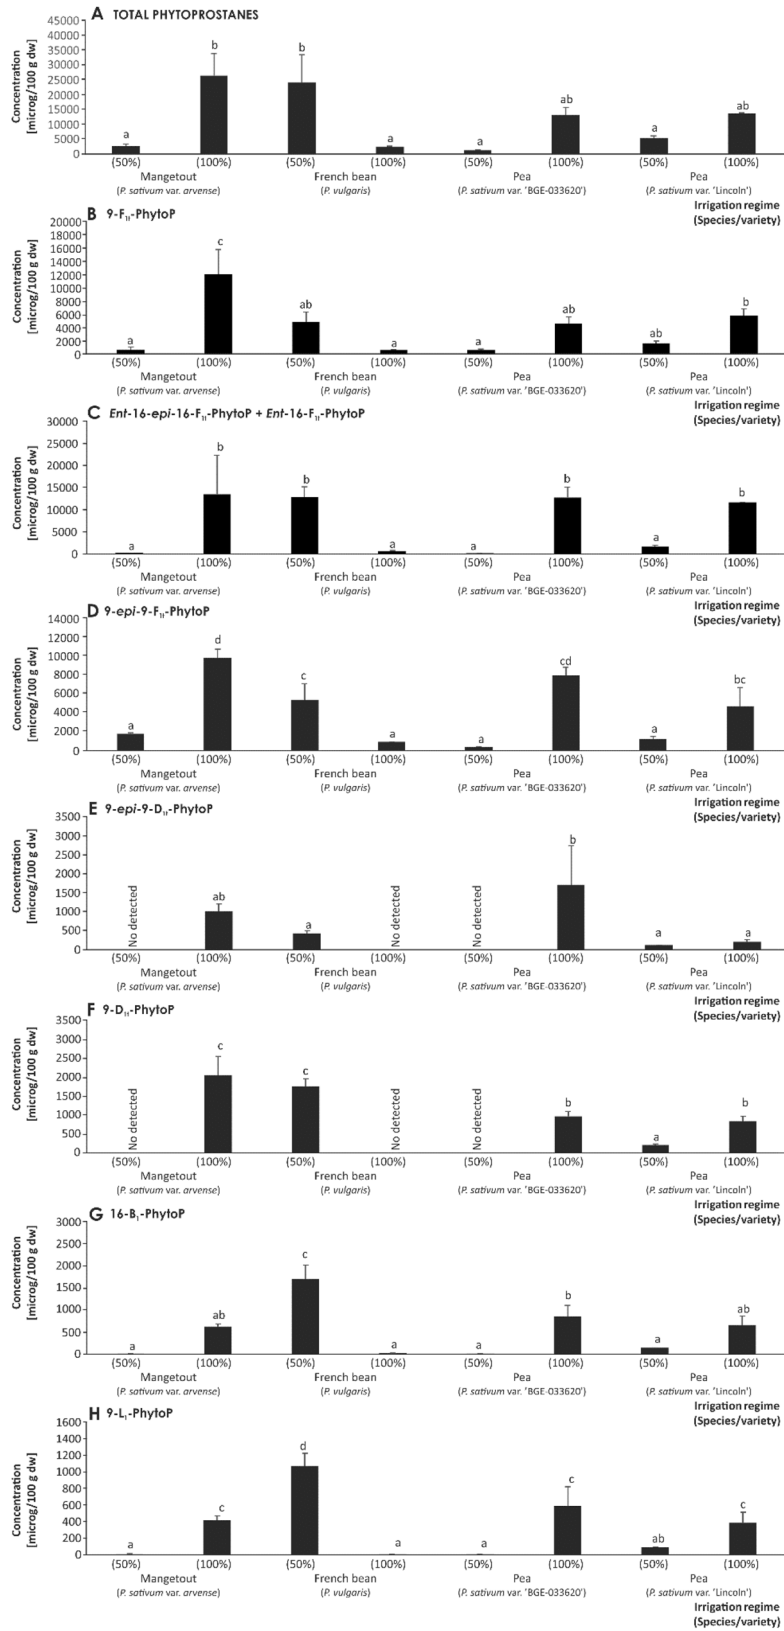 A TOTAL PHYTOPROSTANES
Concentration
[microg/100 g dw]
45000
40000
35000
30000
25000
20000
15000
10000
5000
0
a b b a a ab a ab
(50%) (100%) (50%) (100%) (50%) (100%) (50%) (100%)
Mangetout French bean Pea Pea
(P. sativum var. arvense) (P. vulgaris) (P. sativum var. 'BGE-033620') (P. sativum var. 'Lincoln')
Irrigation regime
(Species/variety)
B 9-F1t-PhytoP
Concentration
[microg/100 g dw]
20000
18000
16000
14000
12000
10000
8000
6000
4000
2000
0
a c ab a a ab ab b
(50%) (100%) (50%) (100%) (50%) (100%) (50%) (100%)
Mangetout French bean Pea Pea
(P. sativum var. arvense) (P. vulgaris) (P. sativum var. 'BGE-033620') (P. sativum var. 'Lincoln')
Irrigation regime
(Species/variety)
C Ent-16-epi-16-F1t-PhytoP + Ent-16-F1t-PhytoP
Concentration
[microg/100 g dw]
30000
25000
20000
15000
10000
5000
0
a b b a a b a b
(50%) (100%) (50%) (100%) (50%) (100%) (50%) (100%)
Mangetout French bean Pea Pea
(P. sativum var. arvense) (P. vulgaris) (P. sativum var. 'BGE-033620') (P. sativum var. 'Lincoln')
Irrigation regime
(Species/variety)
D 9-epi-9-F1t-PhytoP
Concentration
[microg/100 g dw]
14000
12000
10000
8000
6000
4000
2000
0
a d c a a cd a bc
(50%) (100%) (50%) (100%) (50%) (100%) (50%) (100%)
Mangetout French bean Pea Pea
(P. sativum var. arvense) (P. vulgaris) (P. sativum var. 'BGE-033620') (P. sativum var. 'Lincoln')
Irrigation regime
(Species/variety)
E 9-epi-9-D1t-PhytoP
Concentration
[microg/100 g dw]
3500
3000
2500
2000
1500
1000
500
0
No detected ab a No detected No detected b a a
(50%) (100%) (50%) (100%) (50%) (100%) (50%) (100%)
Mangetout French bean Pea Pea
(P. sativum var. arvense) (P. vulgaris) (P. sativum var. 'BGE-033620') (P. sativum var. 'Lincoln')
Irrigation regime
(Species/variety)
F 9-D1t-PhytoP
Concentration
[microg/100 g dw]
3500
3000
2500
2000
1500
1000
500
0
No detected c c No detected No detected b a b
(50%) (100%) (50%) (100%) (50%) (100%) (50%) (100%)
Mangetout French bean Pea Pea
(P. sativum var. arvense) (P. vulgaris) (P. sativum var. 'BGE-033620') (P. sativum var. 'Lincoln')
Irrigation regime
(Species/variety)
G 16-B1-PhytoP
Concentration
[microg/100 g dw]
3000
2500
2000
1500
1000
500
0
a ab c a a b a ab
(50%) (100%) (50%) (100%) (50%) (100%) (50%) (100%)
Mangetout French bean Pea Pea
(P. sativum var. arvense) (P. vulgaris) (P. sativum var. 'BGE-033620') (P. sativum var. 'Lincoln')
Irrigation regime
(Species/variety)
H 9-L1-PhytoP
Concentration
[microg/100 g dw]
1600
1400
1200
1000
800
600
400
200
0
a c d a a c ab c
(50%) (100%) (50%) (100%) (50%) (100%) (50%) (100%)
Mangetout French bean Pea Pea
(P. sativum var. arvense) (P. vulgaris) (P. sativum var. 'BGE-033620') (P. sativum var. 'Lincoln')
Irrigation regime
(Species/variety)